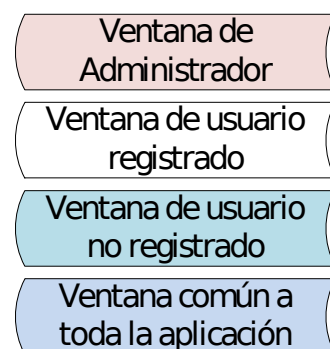 Ventana de
Administrador
Ventana de usuario
registrado
Ventana de usuario
no registrado
Ventana común a
toda la aplicación